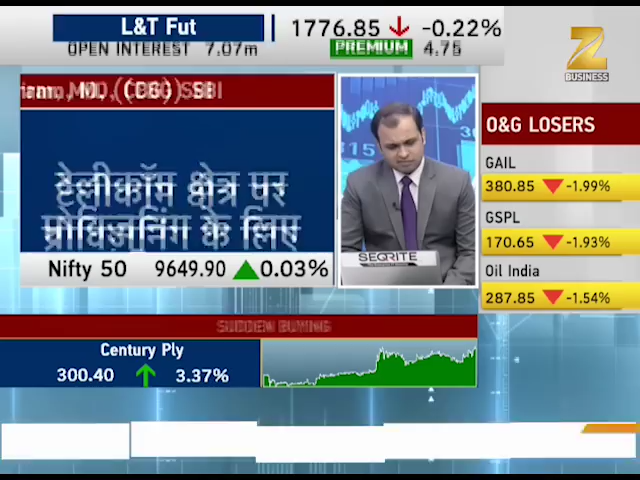 L&T Fut
1776.85 -0.22%
OPEN INTEREST 7.07m
PREMIUM 4.75
Z
BUSINESS
टेलीकॉम क्षेत्र पर
प्रोविजनिंग के लिए
Nifty 50 9649.90 0.03%
SEQRITE
O&G LOSERS
GAIL
380.85 -1.99%
GSPL
170.65 -1.93%
Oil India
287.85 -1.54%
SUDDEN BUYING
Century Ply
300.40 3.37%